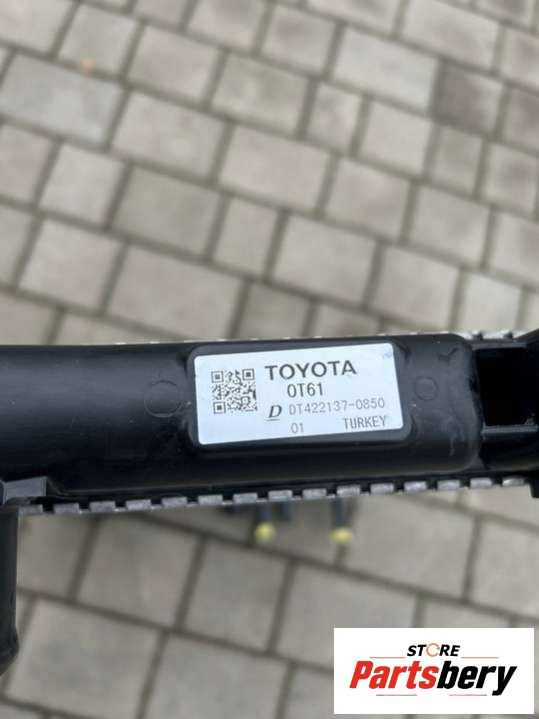 TOYOTA
0T61
D DT422137-0850
01 TURKEY
STORE
Partsbery